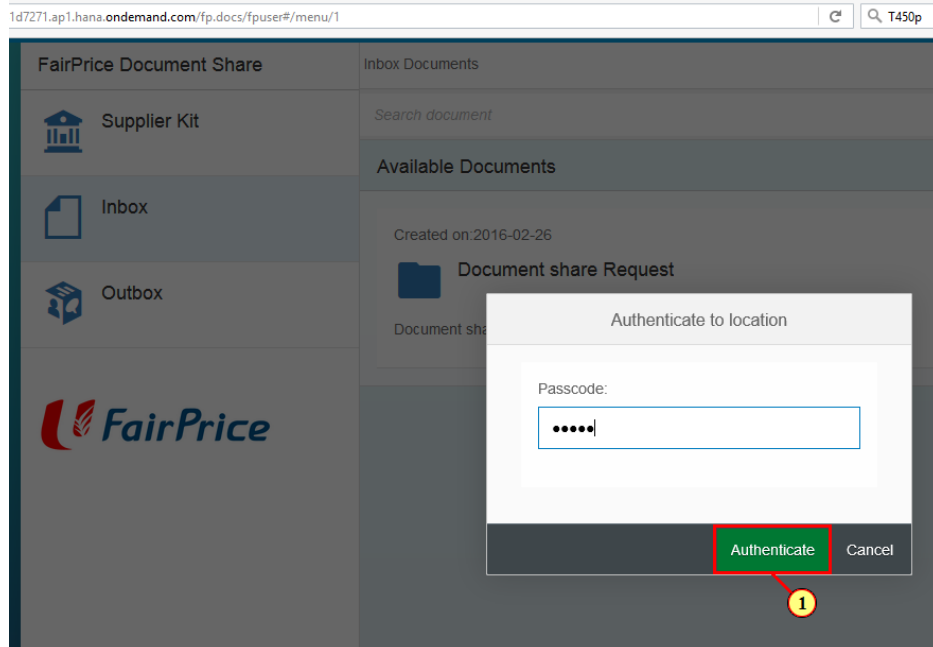 1d7271.ap1.hana.ondemand.com/fp.docs/fpuser#/menu/1
T450p
FairPrice Document Share
Inbox Documents
Supplier Kit
Search document
Available Documents
Inbox
Created on:2016-02-26
Document share Request
Outbox
Document sha
Authenticate to location
Passcode:
•••••
FairPrice
Authenticate
Cancel
1